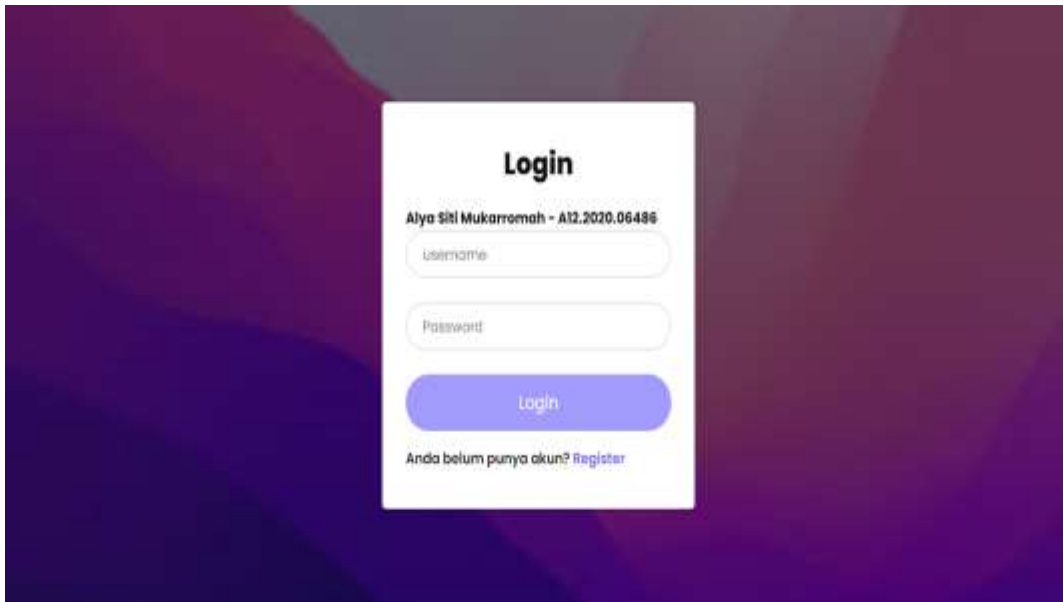 Login
Alya Siti Mukarromah - A12.2020.06486
username
Password
Login
Anda belum punya akun? Register